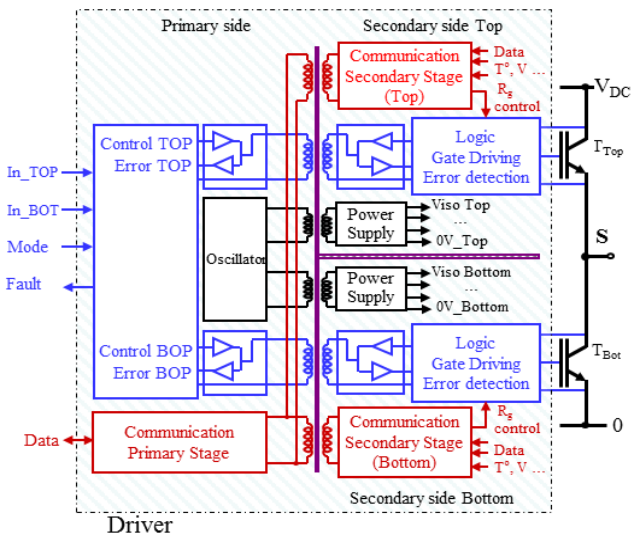 Primary side
Secondary side Top
Communication
Secondary Stage
(Top)
Data
T°, V ...
Rg
control
VDC
Control TOP
Error TOP
Logic
Gate Driving
Error detection
TTop
In_TOP
In_BOT
Mode
Fault
Oscillator
Power
Supply
Viso Top
...
0V_Top
S
Power
Supply
Viso Bottom
...
0V_Bottom
Control BOP
Error BOP
Logic
Gate Driving
Error detection
TBot
Data
Communication
Primary Stage
Communication
Secondary Stage
(Bottom)
Rg
control
Data
T°, V ...
0
Secondary side Bottom
Driver